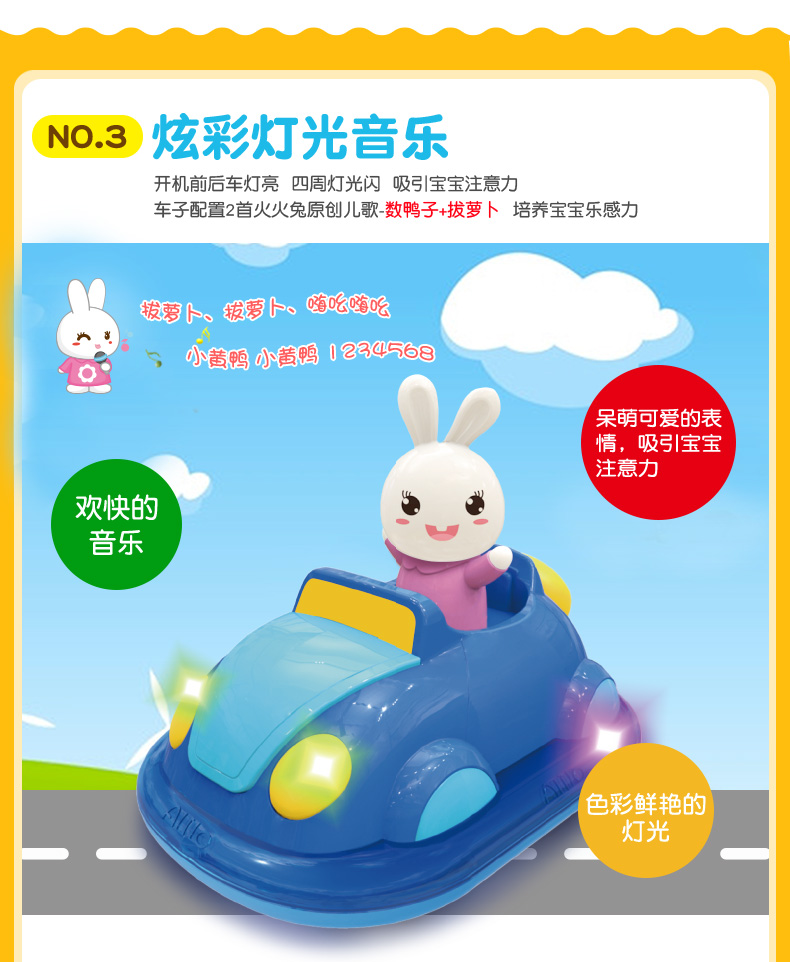 NO.3 炫彩灯光音乐
开机前后车灯亮 四周灯光闪 吸引宝宝注意力
车子配置2首火火兔原创儿歌-数鸭子+拔萝卜 培养宝宝乐感力
拔萝卜、拔萝卜、嗨吆嗨吆
小黄鸭 小黄鸭 1234568
呆萌可爱的表
情，吸引宝宝
注意力
欢快的
音乐
色彩鲜艳的
灯光